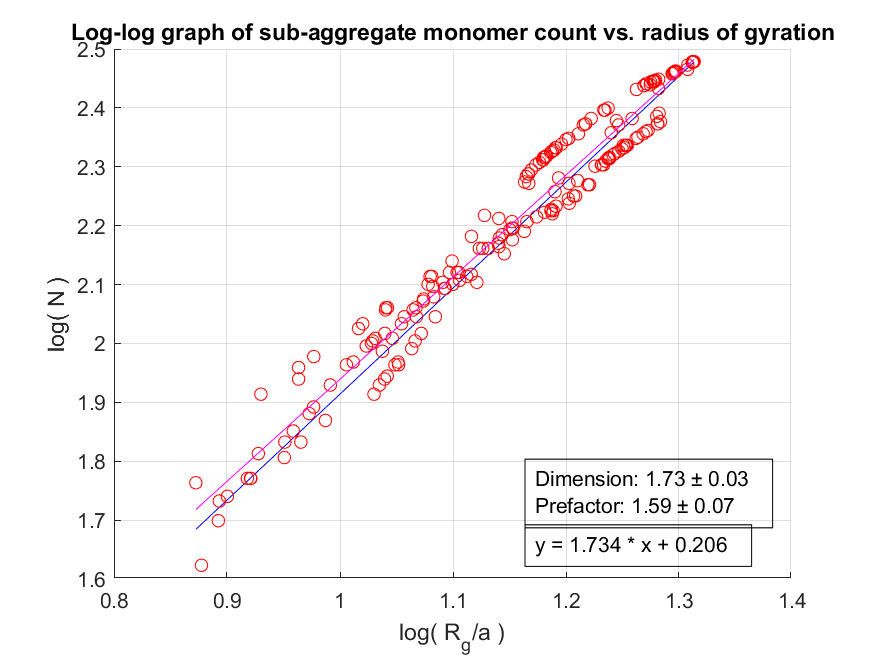 Log-log graph of sub-aggregate monomer count vs. radius of gyration
2.5
2.4
2.3
2.2
2.1
2
1.9
1.8
1.7
1.6
log( N )
Dimension: 1.73 ± 0.03
Prefactor: 1.59 ± 0.07
y = 1.734 * x + 0.206
0.8 0.9 1 1.1 1.2 1.3 1.4
log( R_g/a )